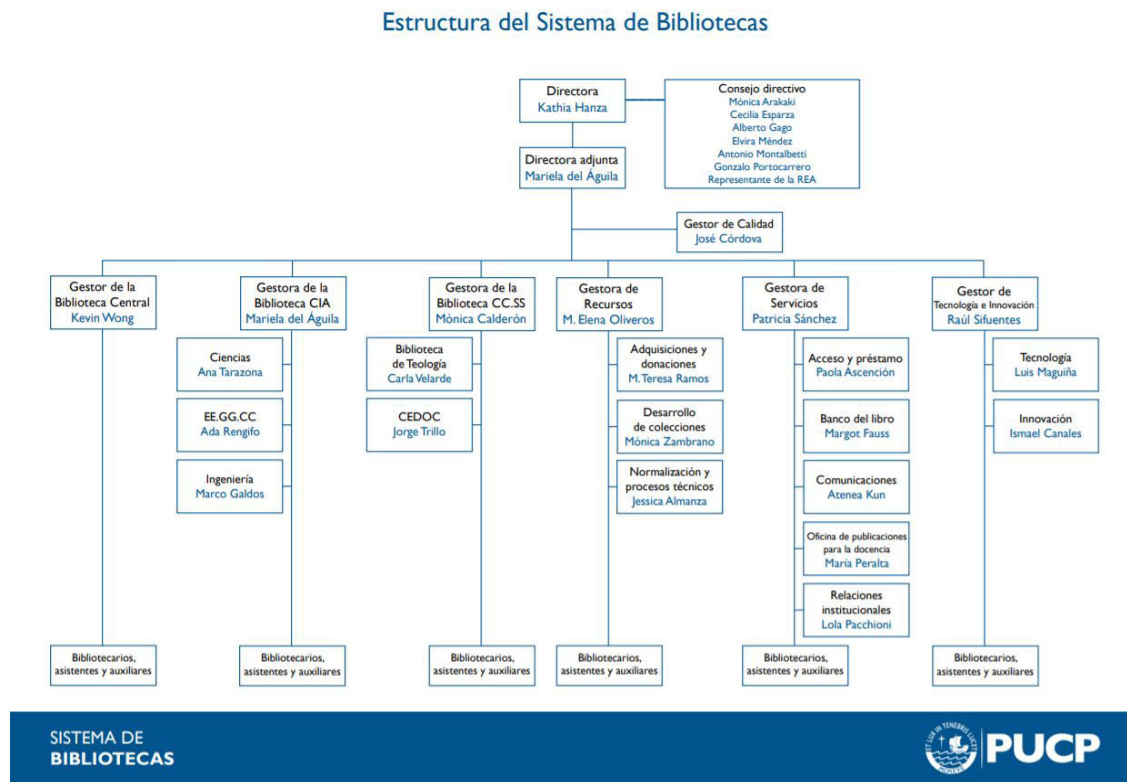 Estructura del Sistema de Bibliotecas
Directora
Kathia Hanza
Consejo directivo
Mónica Arakaki
Cecilia Esparza
Alberto Gago
Elvira Méndez
Antonio Montalbetti
Gonzalo Portocarrero
Representante de la REA
Directora adjunta
Mariela del Águila
Gestor de Calidad
José Córdova
Gestor de la
Biblioteca Central
Kevin Wong
Gestora de la
Biblioteca CIA
Mariela del Águila
Gestora de la
Biblioteca CC.SS
Mónica Calderón
Gestora de
Recursos
M. Elena Oliveros
Gestora de
Servicios
Patricia Sánchez
Gestor de
Tecnología e Innovación
Raúl Sifuentes
Ciencias
Ana Tarazona
EE.GG.CC
Ada Rengifo
Ingeniería
Marco Galdos
Biblioteca
de Teología
Carla Velarde
CEDOC
Jorge Trillo
Adquisiciones y
donaciones
M. Teresa Ramos
Desarrollo
de colecciones
Mónica Zambrano
Normalización y
procesos técnicos
Jessica Almanza
Acceso y préstamo
Paola Ascención
Banco del libro
Margot Fauss
Comunicaciones
Atenea Kun
Oficina de publicaciones
para la docencia
María Peralta
Relaciones
institucionales
Lola Pacchioni
Tecnología
Luis Maguiña
Innovación
Ismael Canales
Bibliotecarios,
asistentes y auxiliares
Bibliotecarios,
asistentes y auxiliares
Bibliotecarios,
asistentes y auxiliares
Bibliotecarios,
asistentes y auxiliares
Bibliotecarios,
asistentes y auxiliares
Bibliotecarios,
asistentes y auxiliares
SISTEMA DE
BIBLIOTECAS
ET LUX IN TENEBRIS LUCET
PUCP